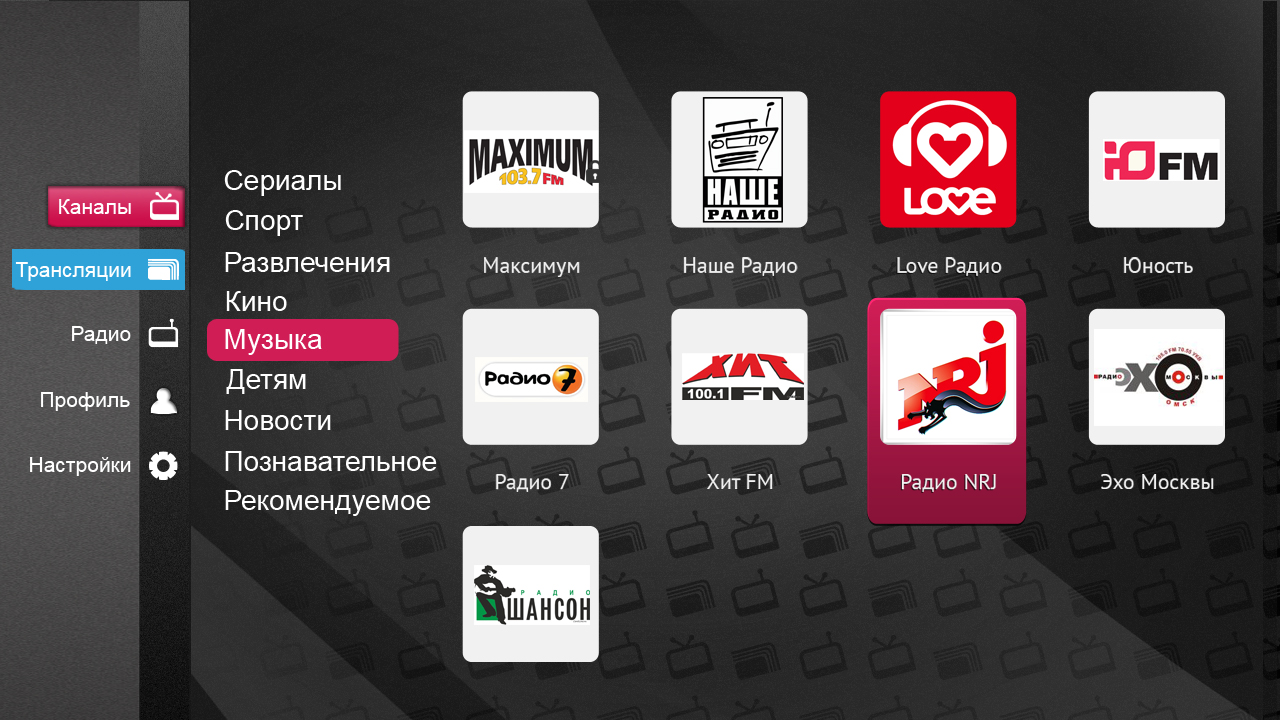 Каналы
Трансляции
Радио
Профиль
Настройки
Сериалы
Спорт
Развлечения
Кино
Музыка
Детям
Новости
Познавательное
Рекомендуемое
MAXIMUM
103.7 FM
Максимум
НАШЕ
РАДИО
Наше Радио
LOVE
Love Радио
Ю FM
Юность
Радио 7
Радио 7
ХИТ
100.1 FM
Хит FM
NRJ
Радио NRJ
РАДИО ЭХО МОСКВЫ
ОМСК
Эхо Москвы
РАДИО
ШАНСОН